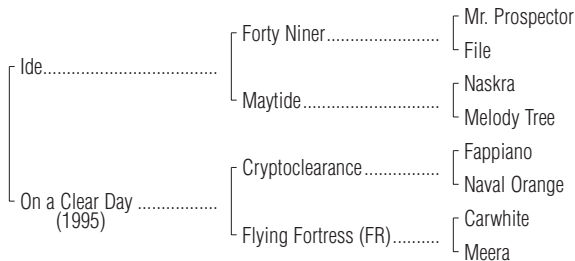 Mr. Prospector
Forty Niner..........................
File
Ide........................................
Naskra
Maytide................................
Melody Tree
Fappiano
Cryptoclearance..................
Naval Orange
On a Clear Day ..................
(1995)
Carwhite
Flying Fortress (FR)...........
Meera